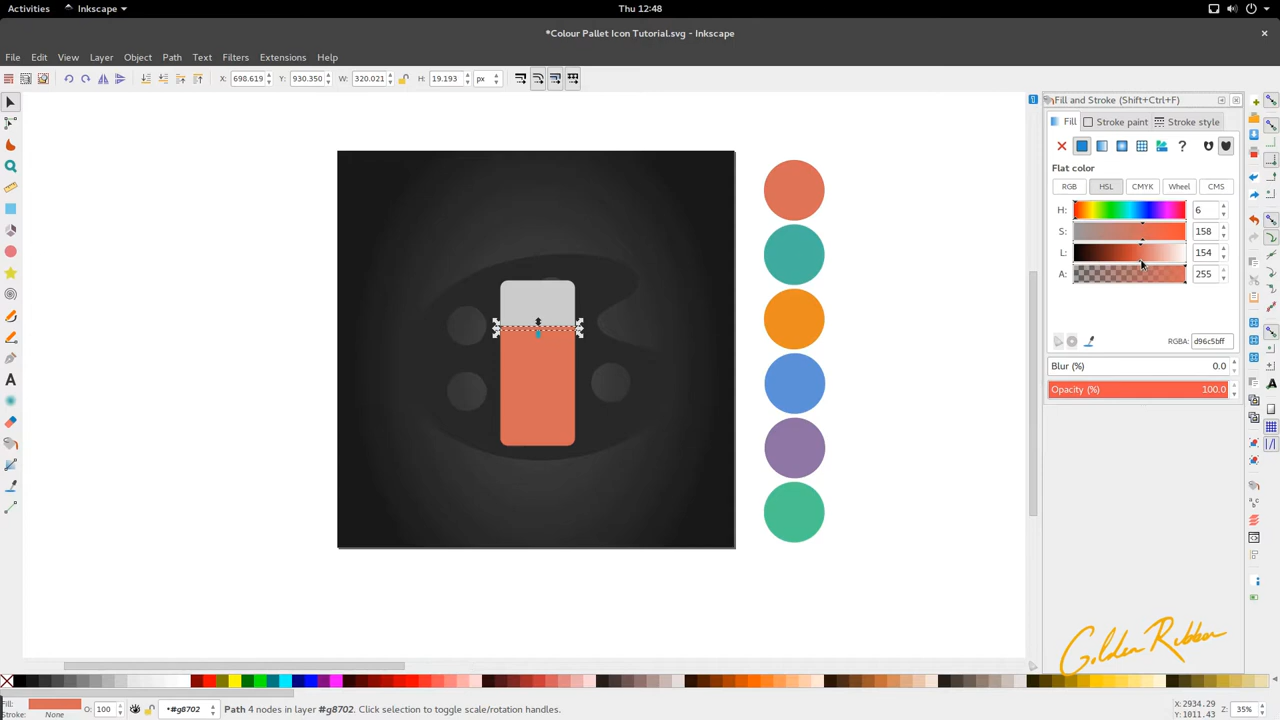 Activities
Inkscape
Thu 12:48
*Colour Pallet Icon Tutorial.svg - Inkscape
File Edit View Layer Object Path Text Filters Extensions Help
X: 698.619 Y: 930.350 W: 320.021 H: 19.193 px
Fill and Stroke (Shift+Ctrl+F)
Fill Stroke paint Stroke style
Flat color
RGB HSL CMYK Wheel CMS
H: 6
S: 158
L: 154
A: 255
RGBA: d96c5bff
Blur (%) 0.0
Opacity (%) 100.0
Golden Ribbon
Fill:
Stroke: None
O: 100
•#g8702
Path 4 nodes in layer #g8702. Click selection to toggle scale/rotation handles.
X: 2934.29
Y: 1011.43
Z: 35%